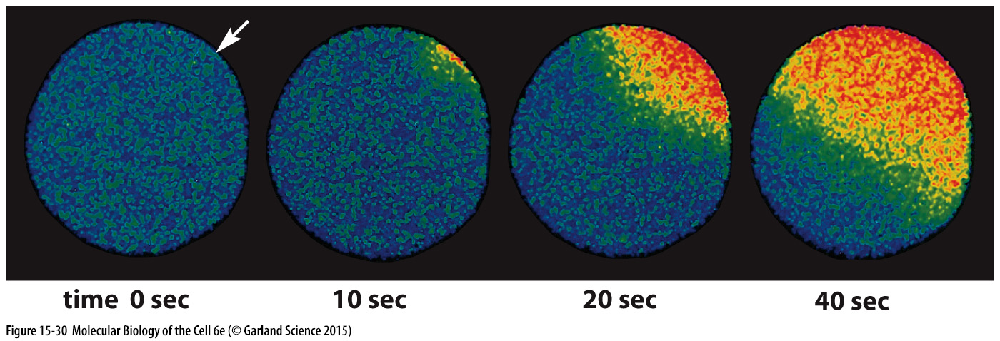 time 0 sec 10 sec 20 sec 40 sec
Figure 15-30 Molecular Biology of the Cell 6e (© Garland Science 2015)